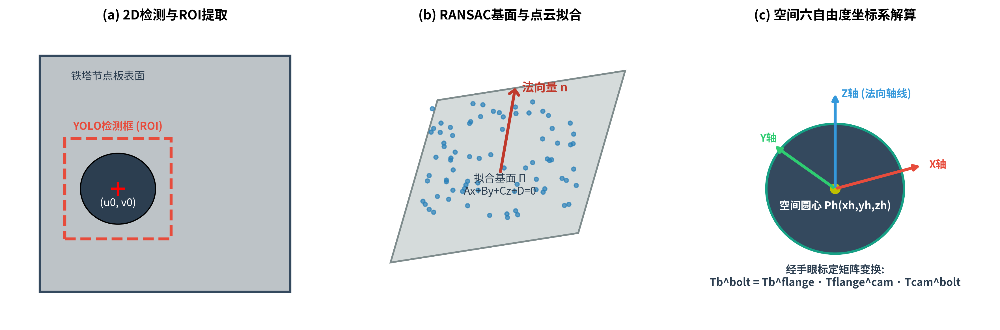 (a) 2D检测与ROI提取
铁塔节点板表面
YOLO检测框 (ROI)
(u0, v0)
(b) RANSAC基面与点云拟合
法向量 n
拟合基面 Π
Ax+By+Cz+D=0
(c) 空间六自由度坐标系解算
Z轴 (法向轴线)
Y轴
X轴
空间圆心 Ph(xh,yh,zh)
经手眼标定矩阵变换:
Tb^bolt = Tb^flange · Tflange^cam · Tcam^bolt